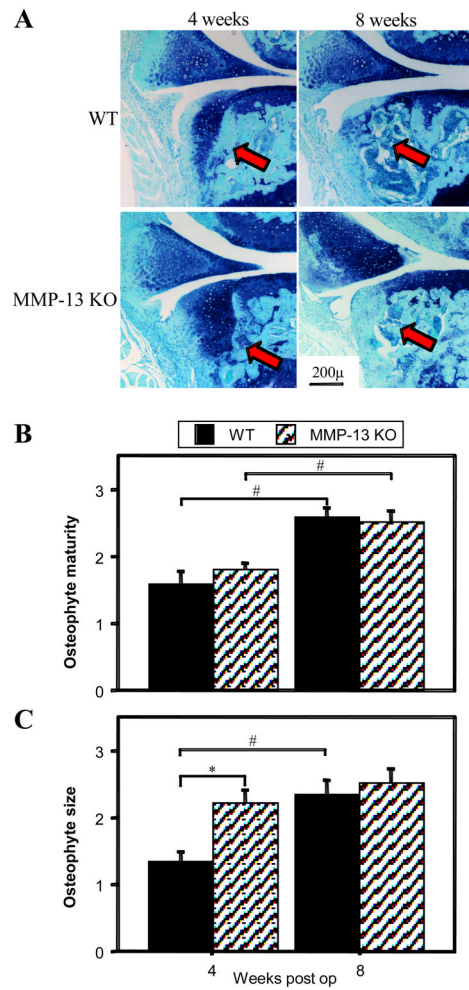 A
4 weeks
8 weeks
WT
MMP-13 KO
200µ
B
WT
MMP-13 KO
#
#
3
2
1
0
Osteophyte maturity
C
#
*
3
2
1
0
Osteophyte size
4
8
Weeks post op